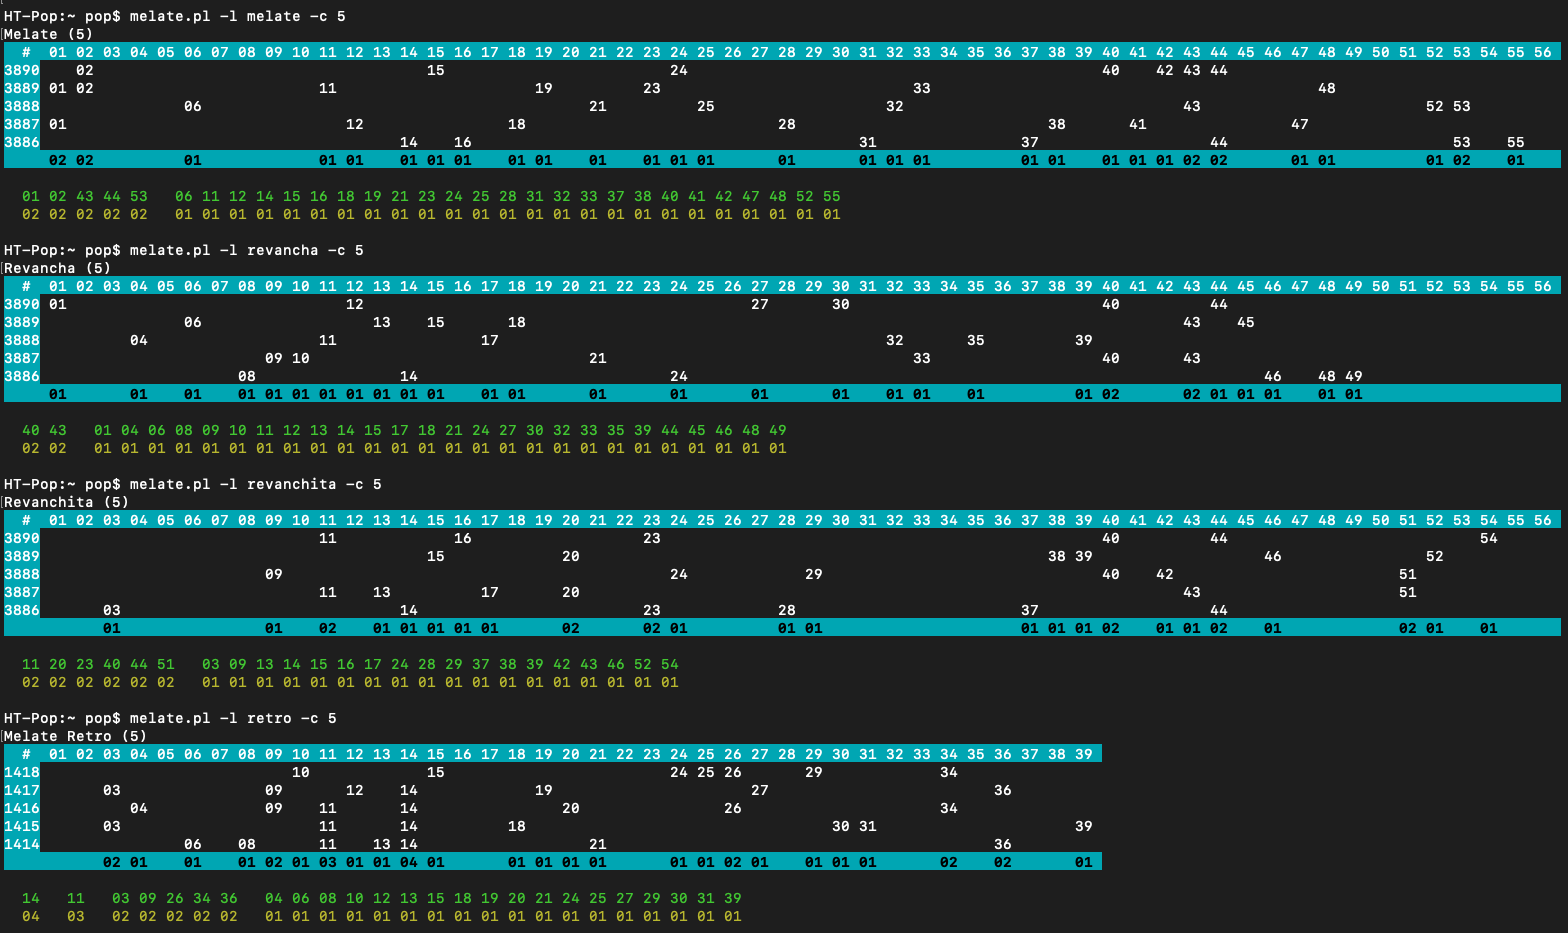 HT-Pop:~ pop$ melate.pl -l melate -c 5
Melate (5)
# 01 02 03 04 05 06 07 08 09 10 11 12 13 14 15 16 17 18 19 20 21 22 23 24 25 26 27 28 29 30 31 32 33 34 35 36 37 38 39 40 41 42 43 44 45 46 47 48 49 50 51 52 53 54 55 56
3890 02 15 24 40 42 43 44
3889 01 02 11 19 23 33 48
3888 06 21 25 32 43 52 53
3887 01 12 18 28 38 41 47
3886 14 16 31 37 44 53 55
02 02 01 01 01 01 01 01 01 01 01 01 01 01 01 01 01 01 01 01 01 01 01 02 02 01 01 01 02 01
01 02 43 44 53 06 11 12 14 15 16 18 19 21 23 24 25 28 31 32 33 37 38 40 41 42 47 48 52 55
02 02 02 02 02 01 01 01 01 01 01 01 01 01 01 01 01 01 01 01 01 01 01 01 01 01 01 01 01 01
HT-Pop:~ pop$ melate.pl -l revancha -c 5
Revancha (5)
# 01 02 03 04 05 06 07 08 09 10 11 12 13 14 15 16 17 18 19 20 21 22 23 24 25 26 27 28 29 30 31 32 33 34 35 36 37 38 39 40 41 42 43 44 45 46 47 48 49 50 51 52 53 54 55 56
3890 01 12 27 30 40 44
3889 06 13 15 18 43 45
3888 04 11 17 32 35 39
3887 09 10 21 33 40 43
3886 08 14 24 46 48 49
01 01 01 01 01 01 01 01 01 01 01 01 01 01 01 01 01 01 01 01 01 02 02 01 01 01 01 01
40 43 01 04 06 08 09 10 11 12 13 14 15 17 18 21 24 27 30 32 33 35 39 44 45 46 48 49
02 02 01 01 01 01 01 01 01 01 01 01 01 01 01 01 01 01 01 01 01 01 01 01 01 01 01 01
HT-Pop:~ pop$ melate.pl -l revanchita -c 5
Revanchita (5)
# 01 02 03 04 05 06 07 08 09 10 11 12 13 14 15 16 17 18 19 20 21 22 23 24 25 26 27 28 29 30 31 32 33 34 35 36 37 38 39 40 41 42 43 44 45 46 47 48 49 50 51 52 53 54 55 56
3890 11 16 23 40 44 54
3889 15 20 38 39 46 52
3888 09 24 29 40 42 51
3887 11 13 17 20 43 51
3886 03 14 23 28 37 44
01 01 02 01 01 01 01 01 02 02 01 01 01 01 01 01 02 01 01 02 01 02 01 01
11 20 23 40 44 51 03 09 13 14 15 16 17 24 28 29 37 38 39 42 43 46 52 54
02 02 02 02 02 02 01 01 01 01 01 01 01 01 01 01 01 01 01 01 01 01 01 01
HT-Pop:~ pop$ melate.pl -l retro -c 5
Melate Retro (5)
# 01 02 03 04 05 06 07 08 09 10 11 12 13 14 15 16 17 18 19 20 21 22 23 24 25 26 27 28 29 30 31 32 33 34 35 36 37 38 39
1418 10 15 24 25 26 29 34
1417 03 09 12 14 19 27 36
1416 04 09 11 14 20 26 34
1415 03 11 14 18 30 31 39
1414 06 08 11 13 14 21 36
02 01 01 01 02 01 03 01 01 04 01 01 01 01 01 01 01 02 01 01 01 01 02 02 01
14 11 03 09 26 34 36 04 06 08 10 12 13 15 18 19 20 21 24 25 27 29 30 31 39
04 03 02 02 02 02 02 01 01 01 01 01 01 01 01 01 01 01 01 01 01 01 01 01 01